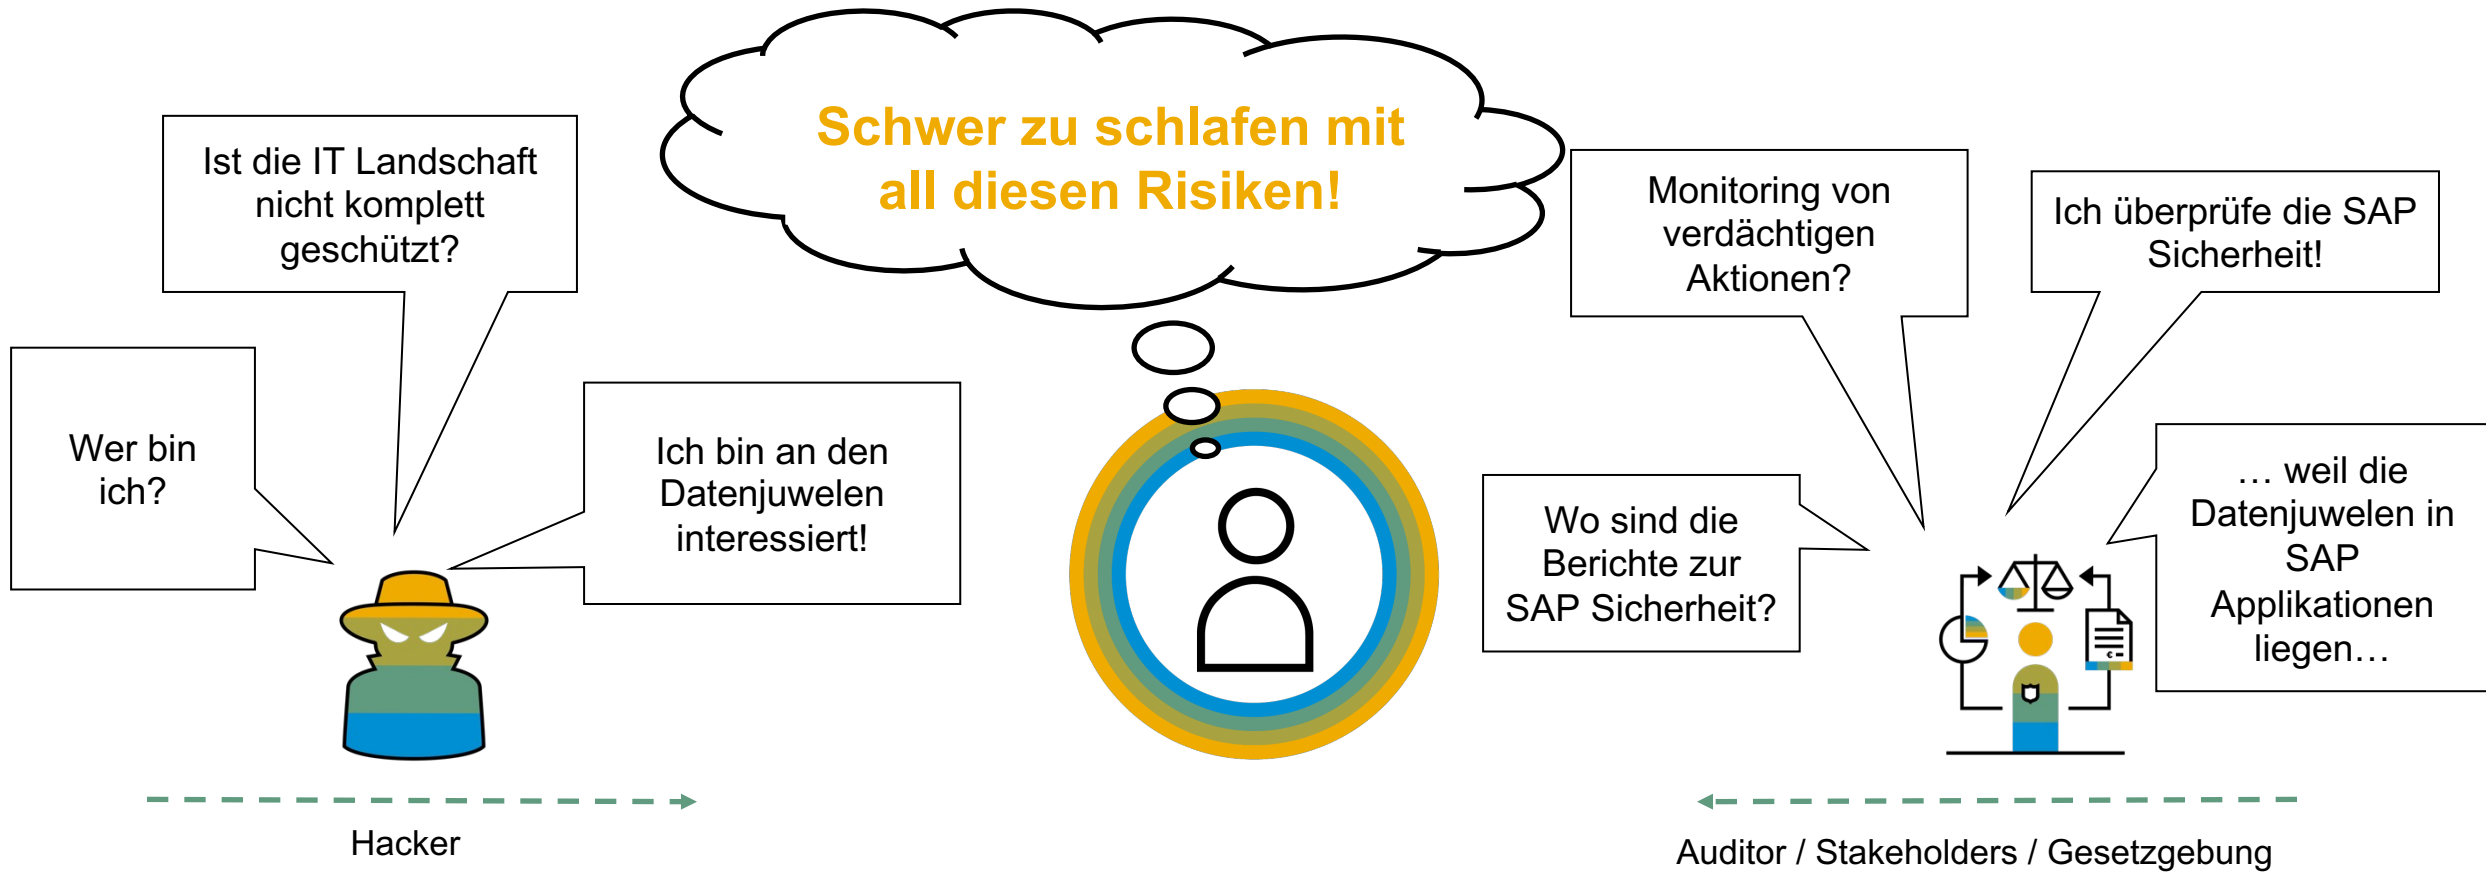 Schwer zu schlafen mit
all diesen Risiken!
Ist die IT Landschaft
nicht komplett
geschützt?
Wer bin
ich?
Ich bin an den
Datenjuwelen
interessiert!
Monitoring von
verdächtigen
Aktionen?
Ich überprüfe die SAP
Sicherheit!
Wo sind die
Berichte zur
SAP Sicherheit?
… weil die
Datenjuwelen in
SAP
Applikationen
liegen…
€
Hacker
Auditor / Stakeholders / Gesetzgebung